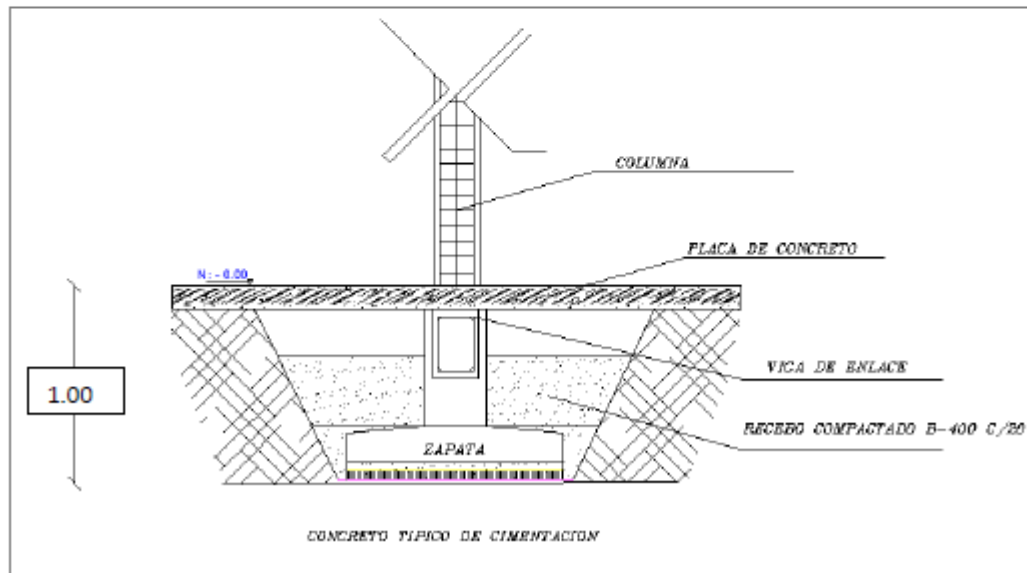 COLUMNA
PLACA DE CONCRETO
N:-0.00
1.00
VIGA DE ENLACE
RECEBO COMPACTADO B-400 C/20
ZAPATA
CONCRETO TIPICO DE CIMENTACION